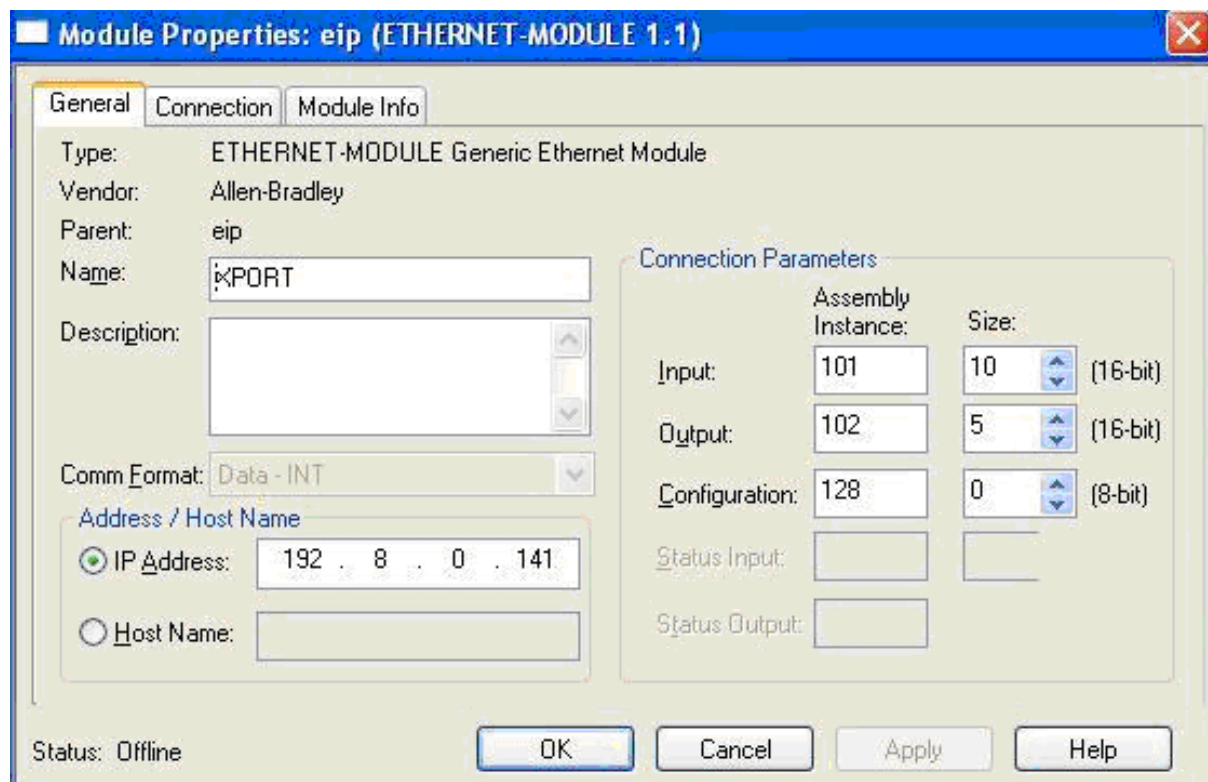 Module Properties: eip (ETHERNET-MODULE 1.1)
General Connection Module Info
Type: ETHERNET-MODULE Generic Ethernet Module
Vendor: Allen-Bradley
Parent: eip
Name: XPORT
Description:
Comm Format: Data - INT
Address / Host Name
IP Address: 192 . 8 . 0 . 141
Host Name:
Connection Parameters
Assembly
Instance: Size:
Input: 101 10 (16-bit)
Output: 102 5 (16-bit)
Configuration: 128 0 (8-bit)
Status Input:
Status Output:
Status: Offline OK Cancel Apply Help